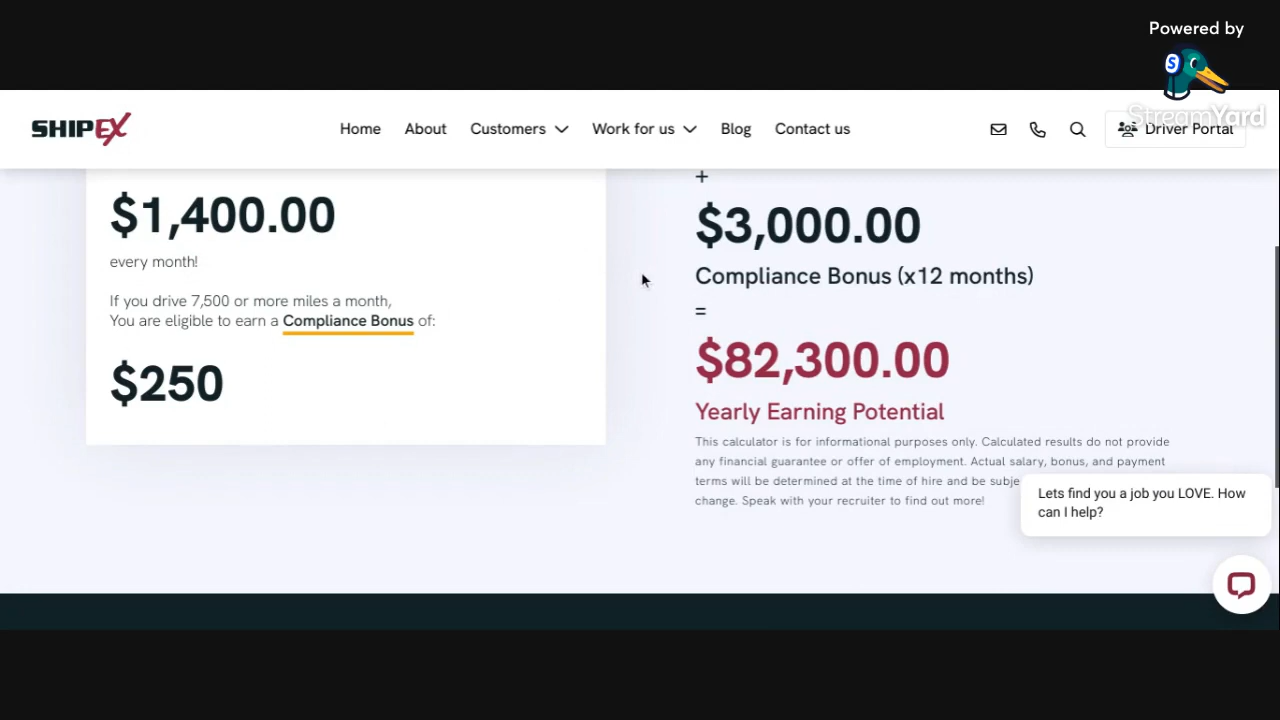 Powered by
StreamYard
SHIPEX
Home
About
Customers
Work for us
Blog
Contact us
Driver Portal
$1,400.00
every month!
If you drive 7,500 or more miles a month,
You are eligible to earn a Compliance Bonus of:
$250
+
$3,000.00
Compliance Bonus (x12 months)
=
$82,300.00
Yearly Earning Potential
This calculator is for informational purposes only. Calculated results do not provide
any financial guarantee or offer of employment. Actual salary, bonus, and payment
terms will be determined at the time of hire and be subje
change. Speak with your recruiter to find out more!
Lets find you a job you LOVE. How
can I help?